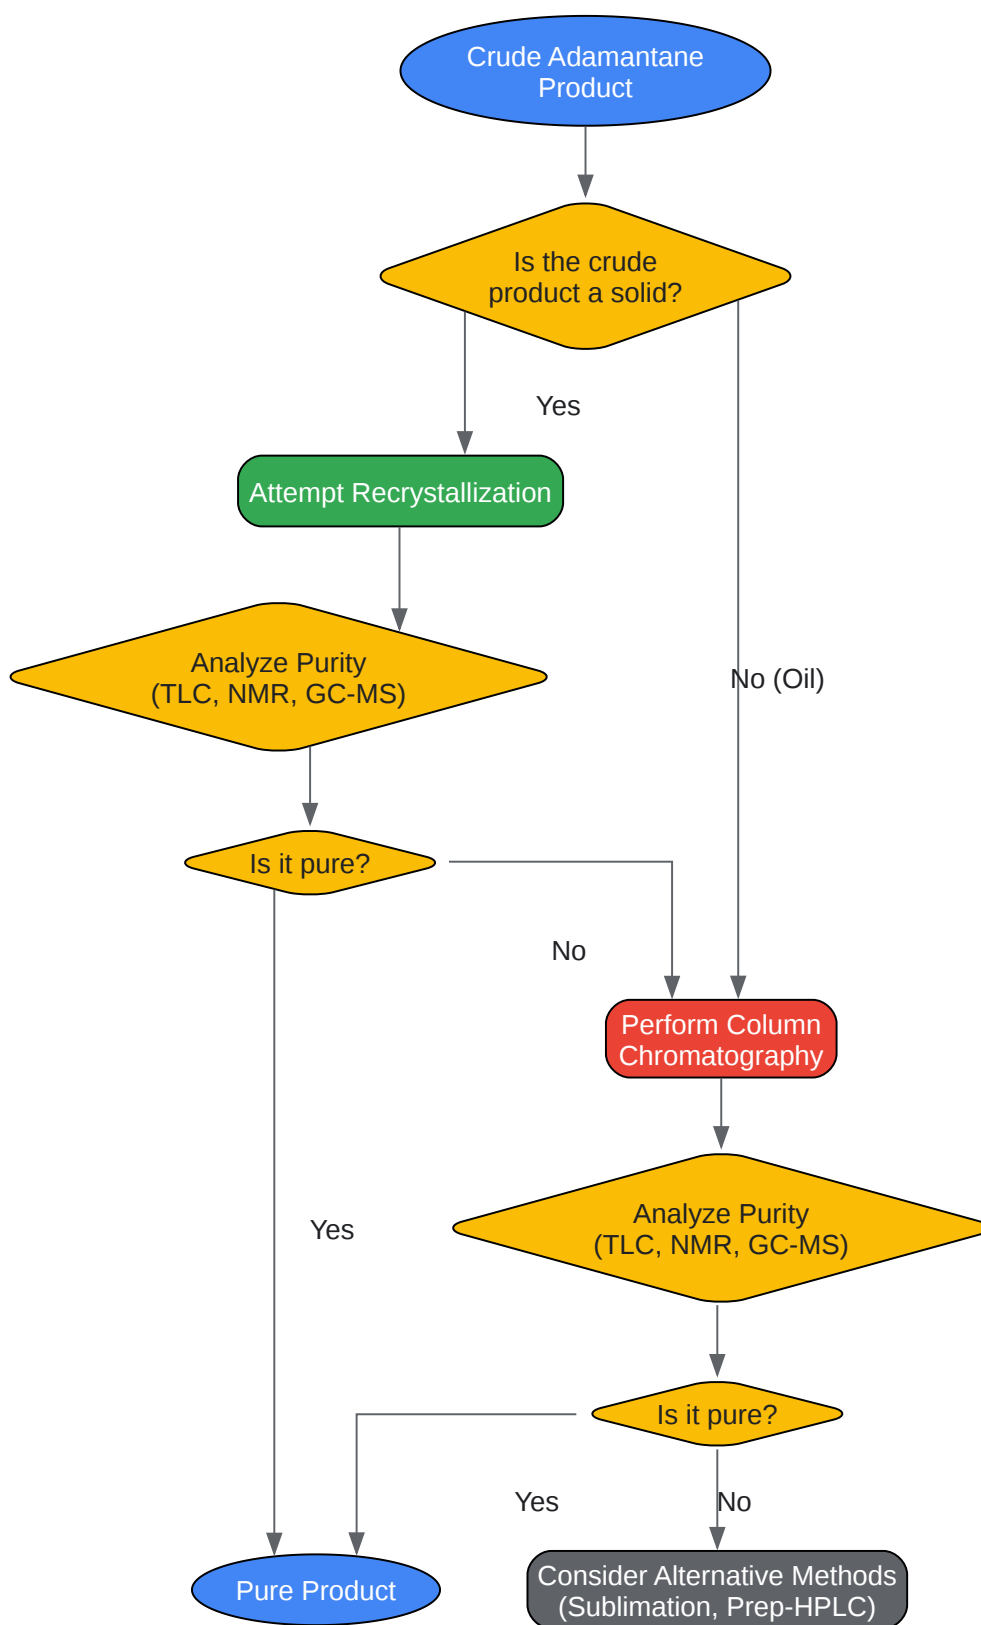 Crude Adamantane
Product
Is the crude
product a solid?
Yes
Attempt Recrystallization
Analyze Purity
(TLC, NMR, GC-MS)
No (Oil)
Is it pure?
No
Perform Column
Chromatography
Yes
Analyze Purity
(TLC, NMR, GC-MS)
Is it pure?
Yes
No
Pure Product
Consider Alternative Methods
(Sublimation, Prep-HPLC)